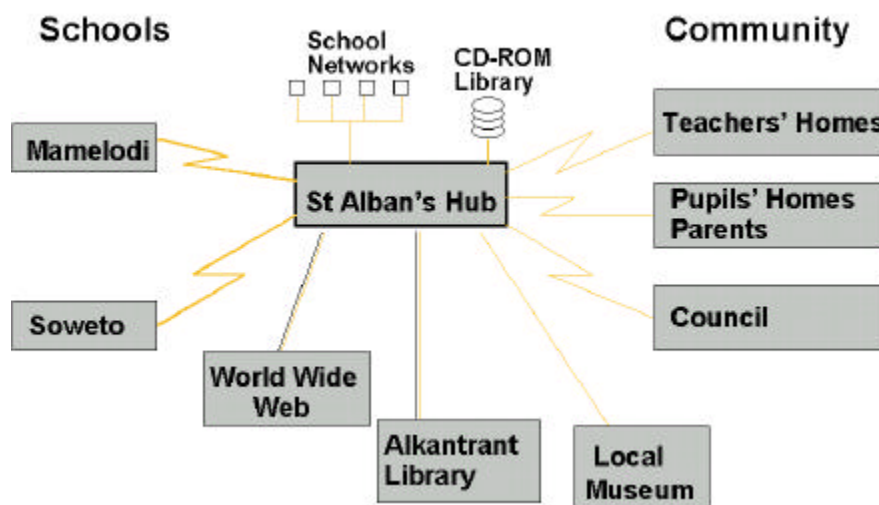 Schools
Community
School
Networks
CD-ROM
Library
Mamelodi
Teachers' Homes
St Alban's Hub
Pupils' Homes
Parents
Soweto
Council
World Wide
Web
Alkantrant
Library
Local
Museum